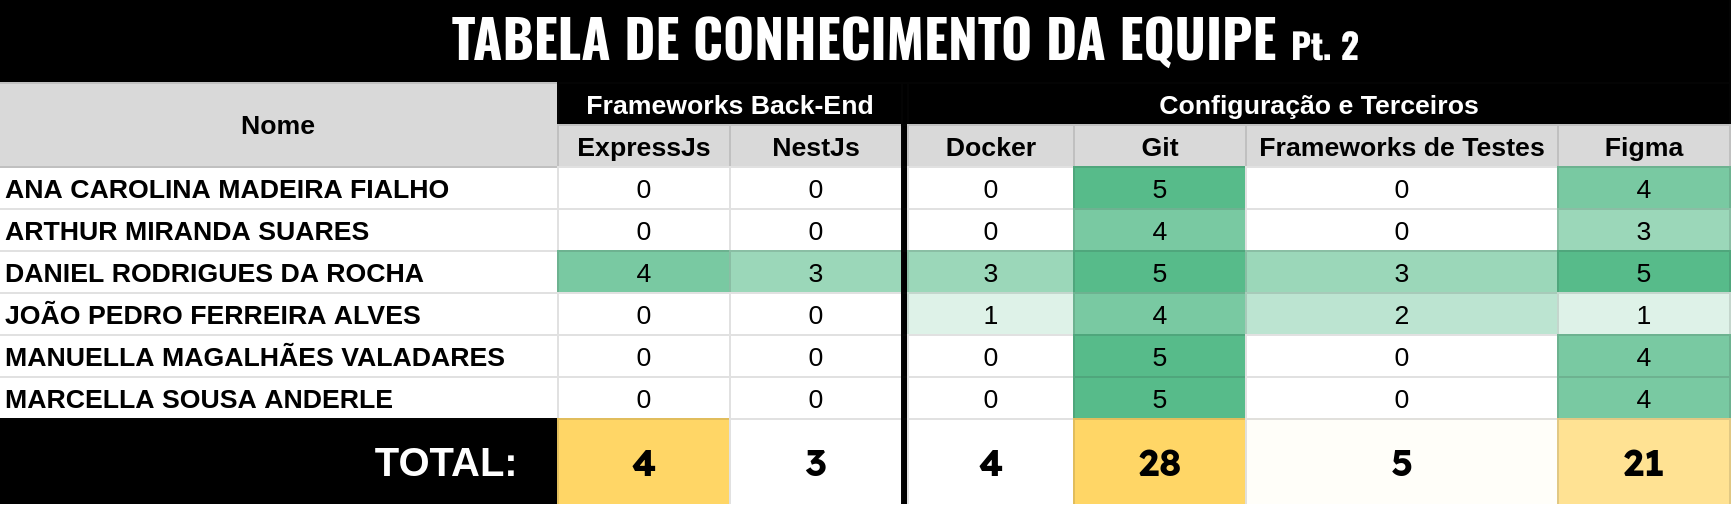 TABELA DE CONHECIMENTO DA EQUIPE Pt. 2
Nome Frameworks Back-End Configuração e Terceiros
ExpressJs NestJs Docker Git Frameworks de Testes Figma
ANA CAROLINA MADEIRA FIALHO 0 0 0 5 0 4
ARTHUR MIRANDA SUARES 0 0 0 4 0 3
DANIEL RODRIGUES DA ROCHA 4 3 3 5 3 5
JOÃO PEDRO FERREIRA ALVES 0 0 1 4 2 1
MANUELLA MAGALHÃES VALADARES 0 0 0 5 0 4
MARCELLA SOUSA ANDERLE 0 0 0 5 0 4
TOTAL: 4 3 4 28 5 21